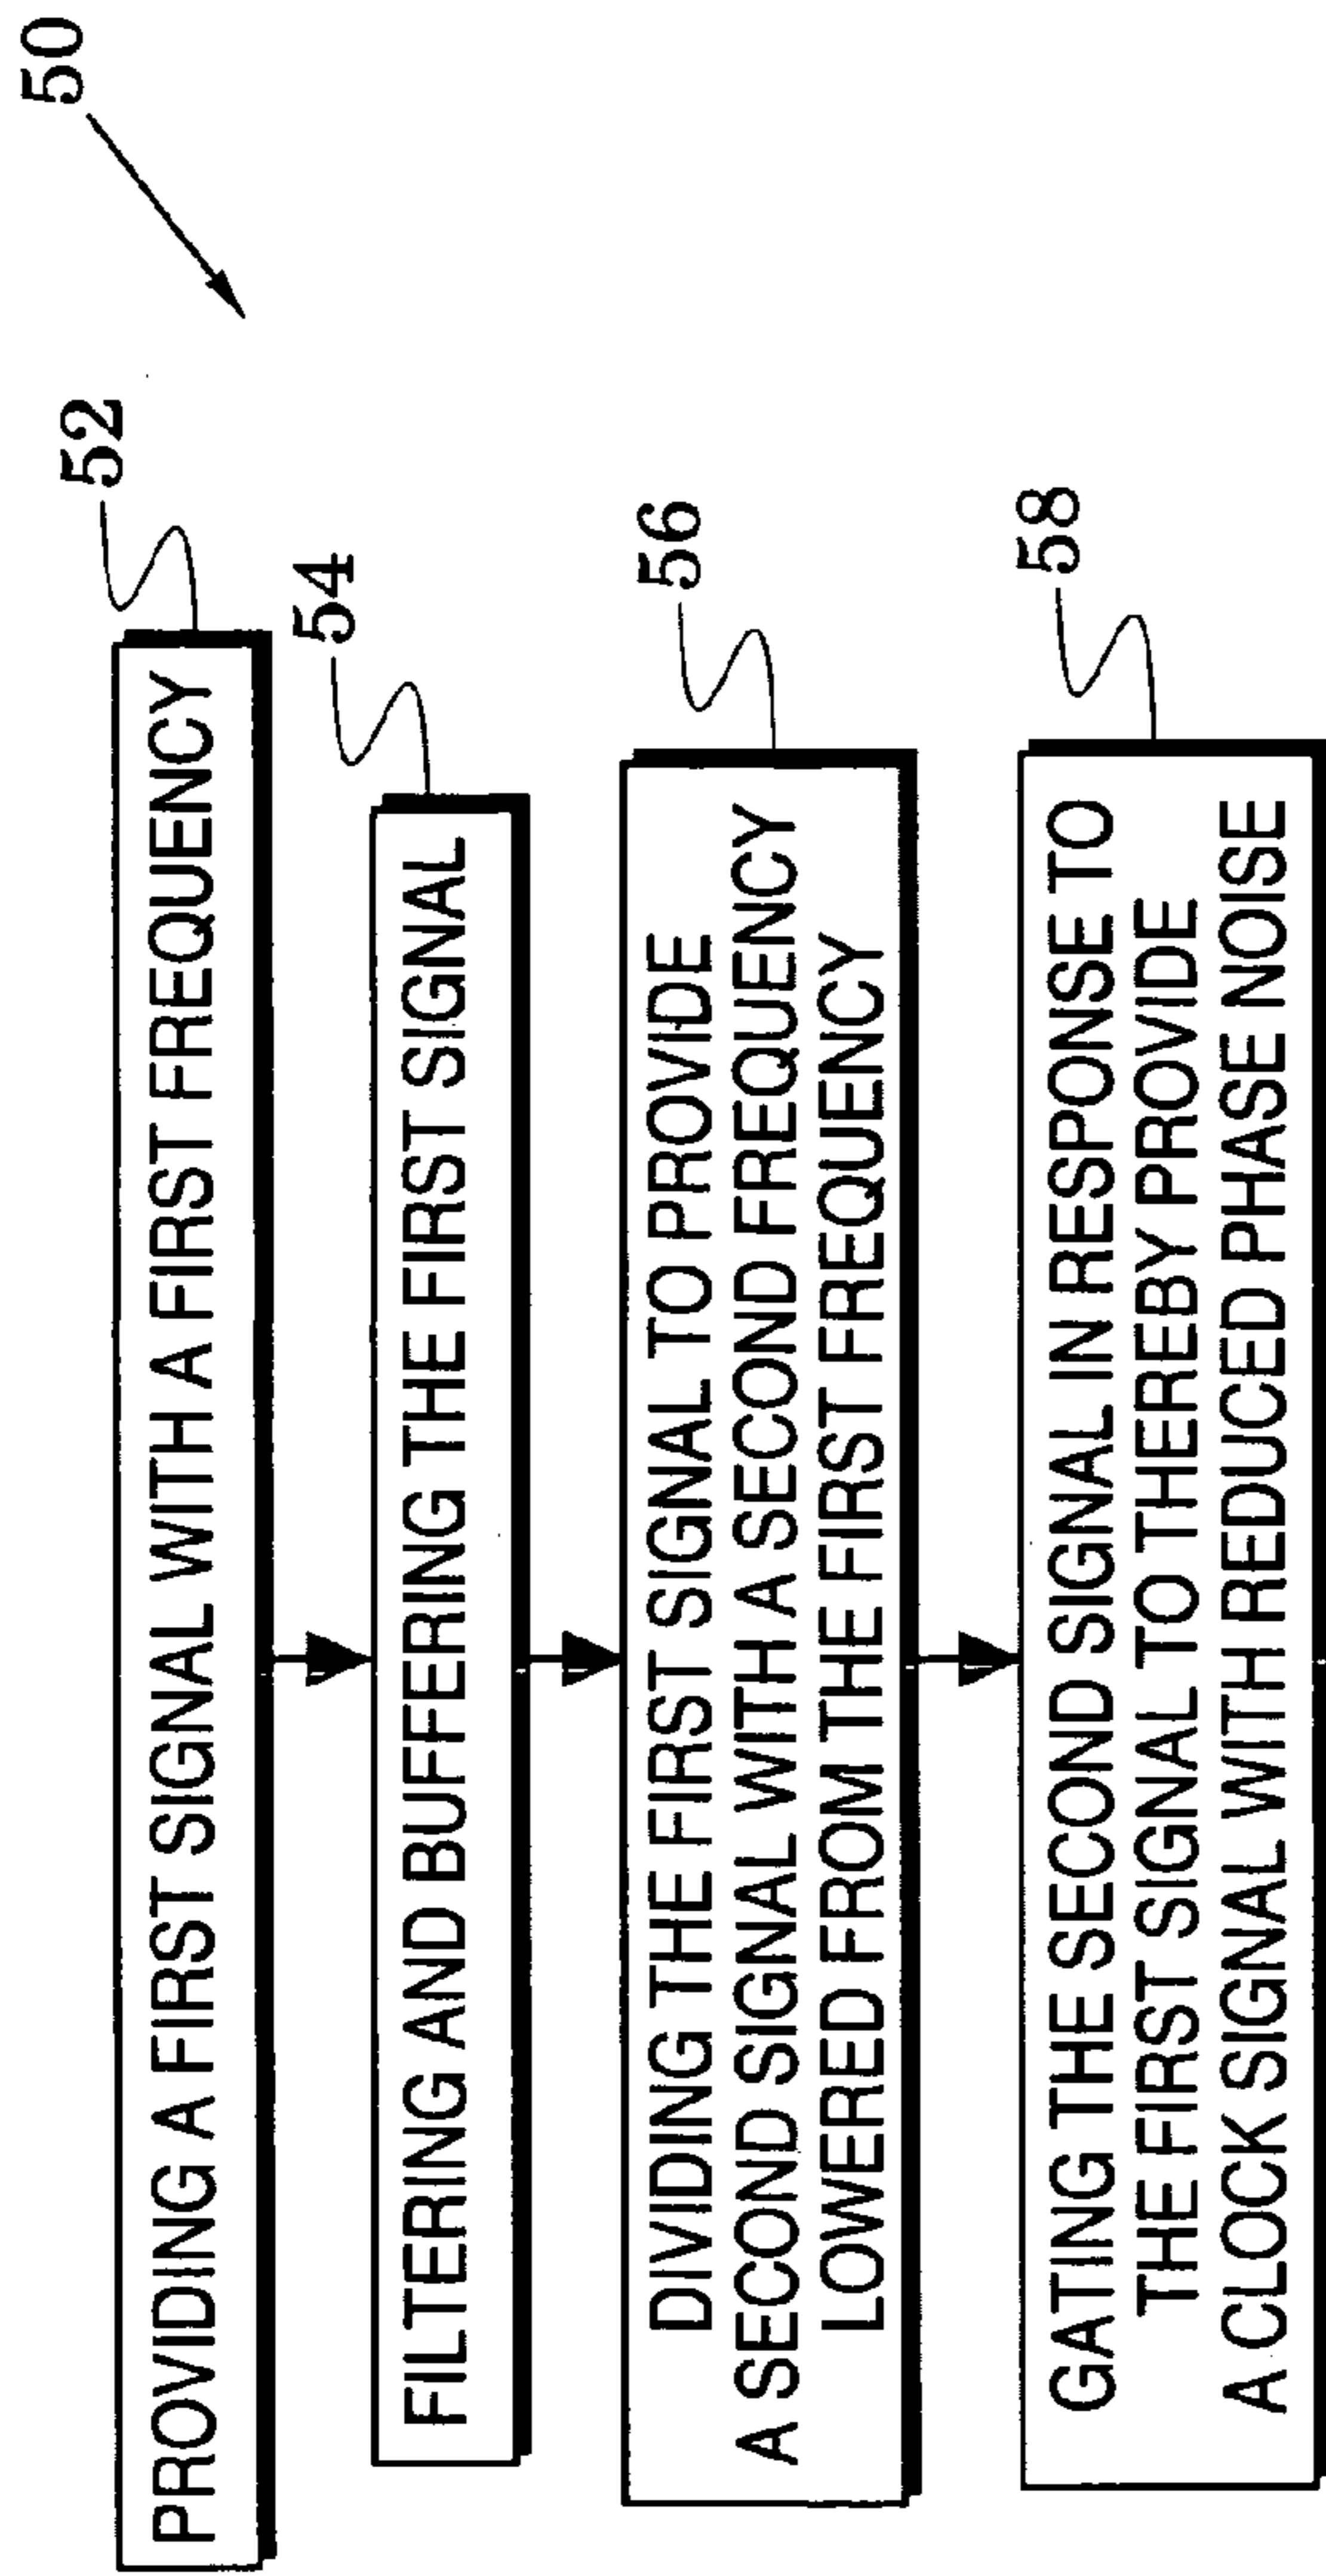 50
52
PROVIDING A FIRST SIGNAL WITH A FIRST FREQUENCY
54
FILTERING AND BUFFERING THE FIRST SIGNAL
56
DIVIDING THE FIRST SIGNAL TO PROVIDE
A SECOND SIGNAL WITH A SECOND FREQUENCY
LOWERED FROM THE FIRST FREQUENCY
58
GATING THE SECOND SIGNAL IN RESPONSE TO
THE FIRST SIGNAL TO THEREBY PROVIDE
A CLOCK SIGNAL WITH REDUCED PHASE NOISE